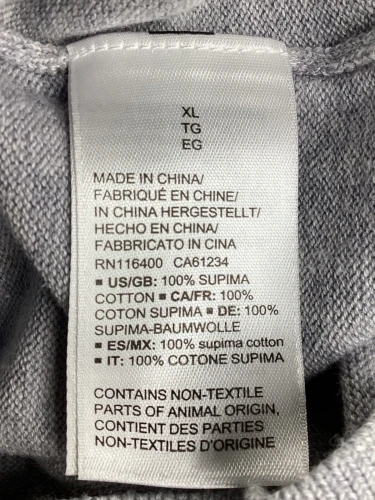 XL
TG
EG
MADE IN CHINA/
FABRIQUÉ EN CHINE/
IN CHINA HERGESTELLT/
HECHO EN CHINA/
FABBRICATO IN CINA
RN116400 CA61234
▪ US/GB: 100% SUPIMA
COTTON ▪ CA/FR: 100%
COTON SUPIMA ▪ DE: 100%
SUPIMA-BAUMWOLLE
▪ ES/MX: 100% supima cotton
▪ IT: 100% COTONE SUPIMA
CONTAINS NON-TEXTILE
PARTS OF ANIMAL ORIGIN,
CONTIENT DES PARTIES
NON-TEXTILES D'ORIGINE